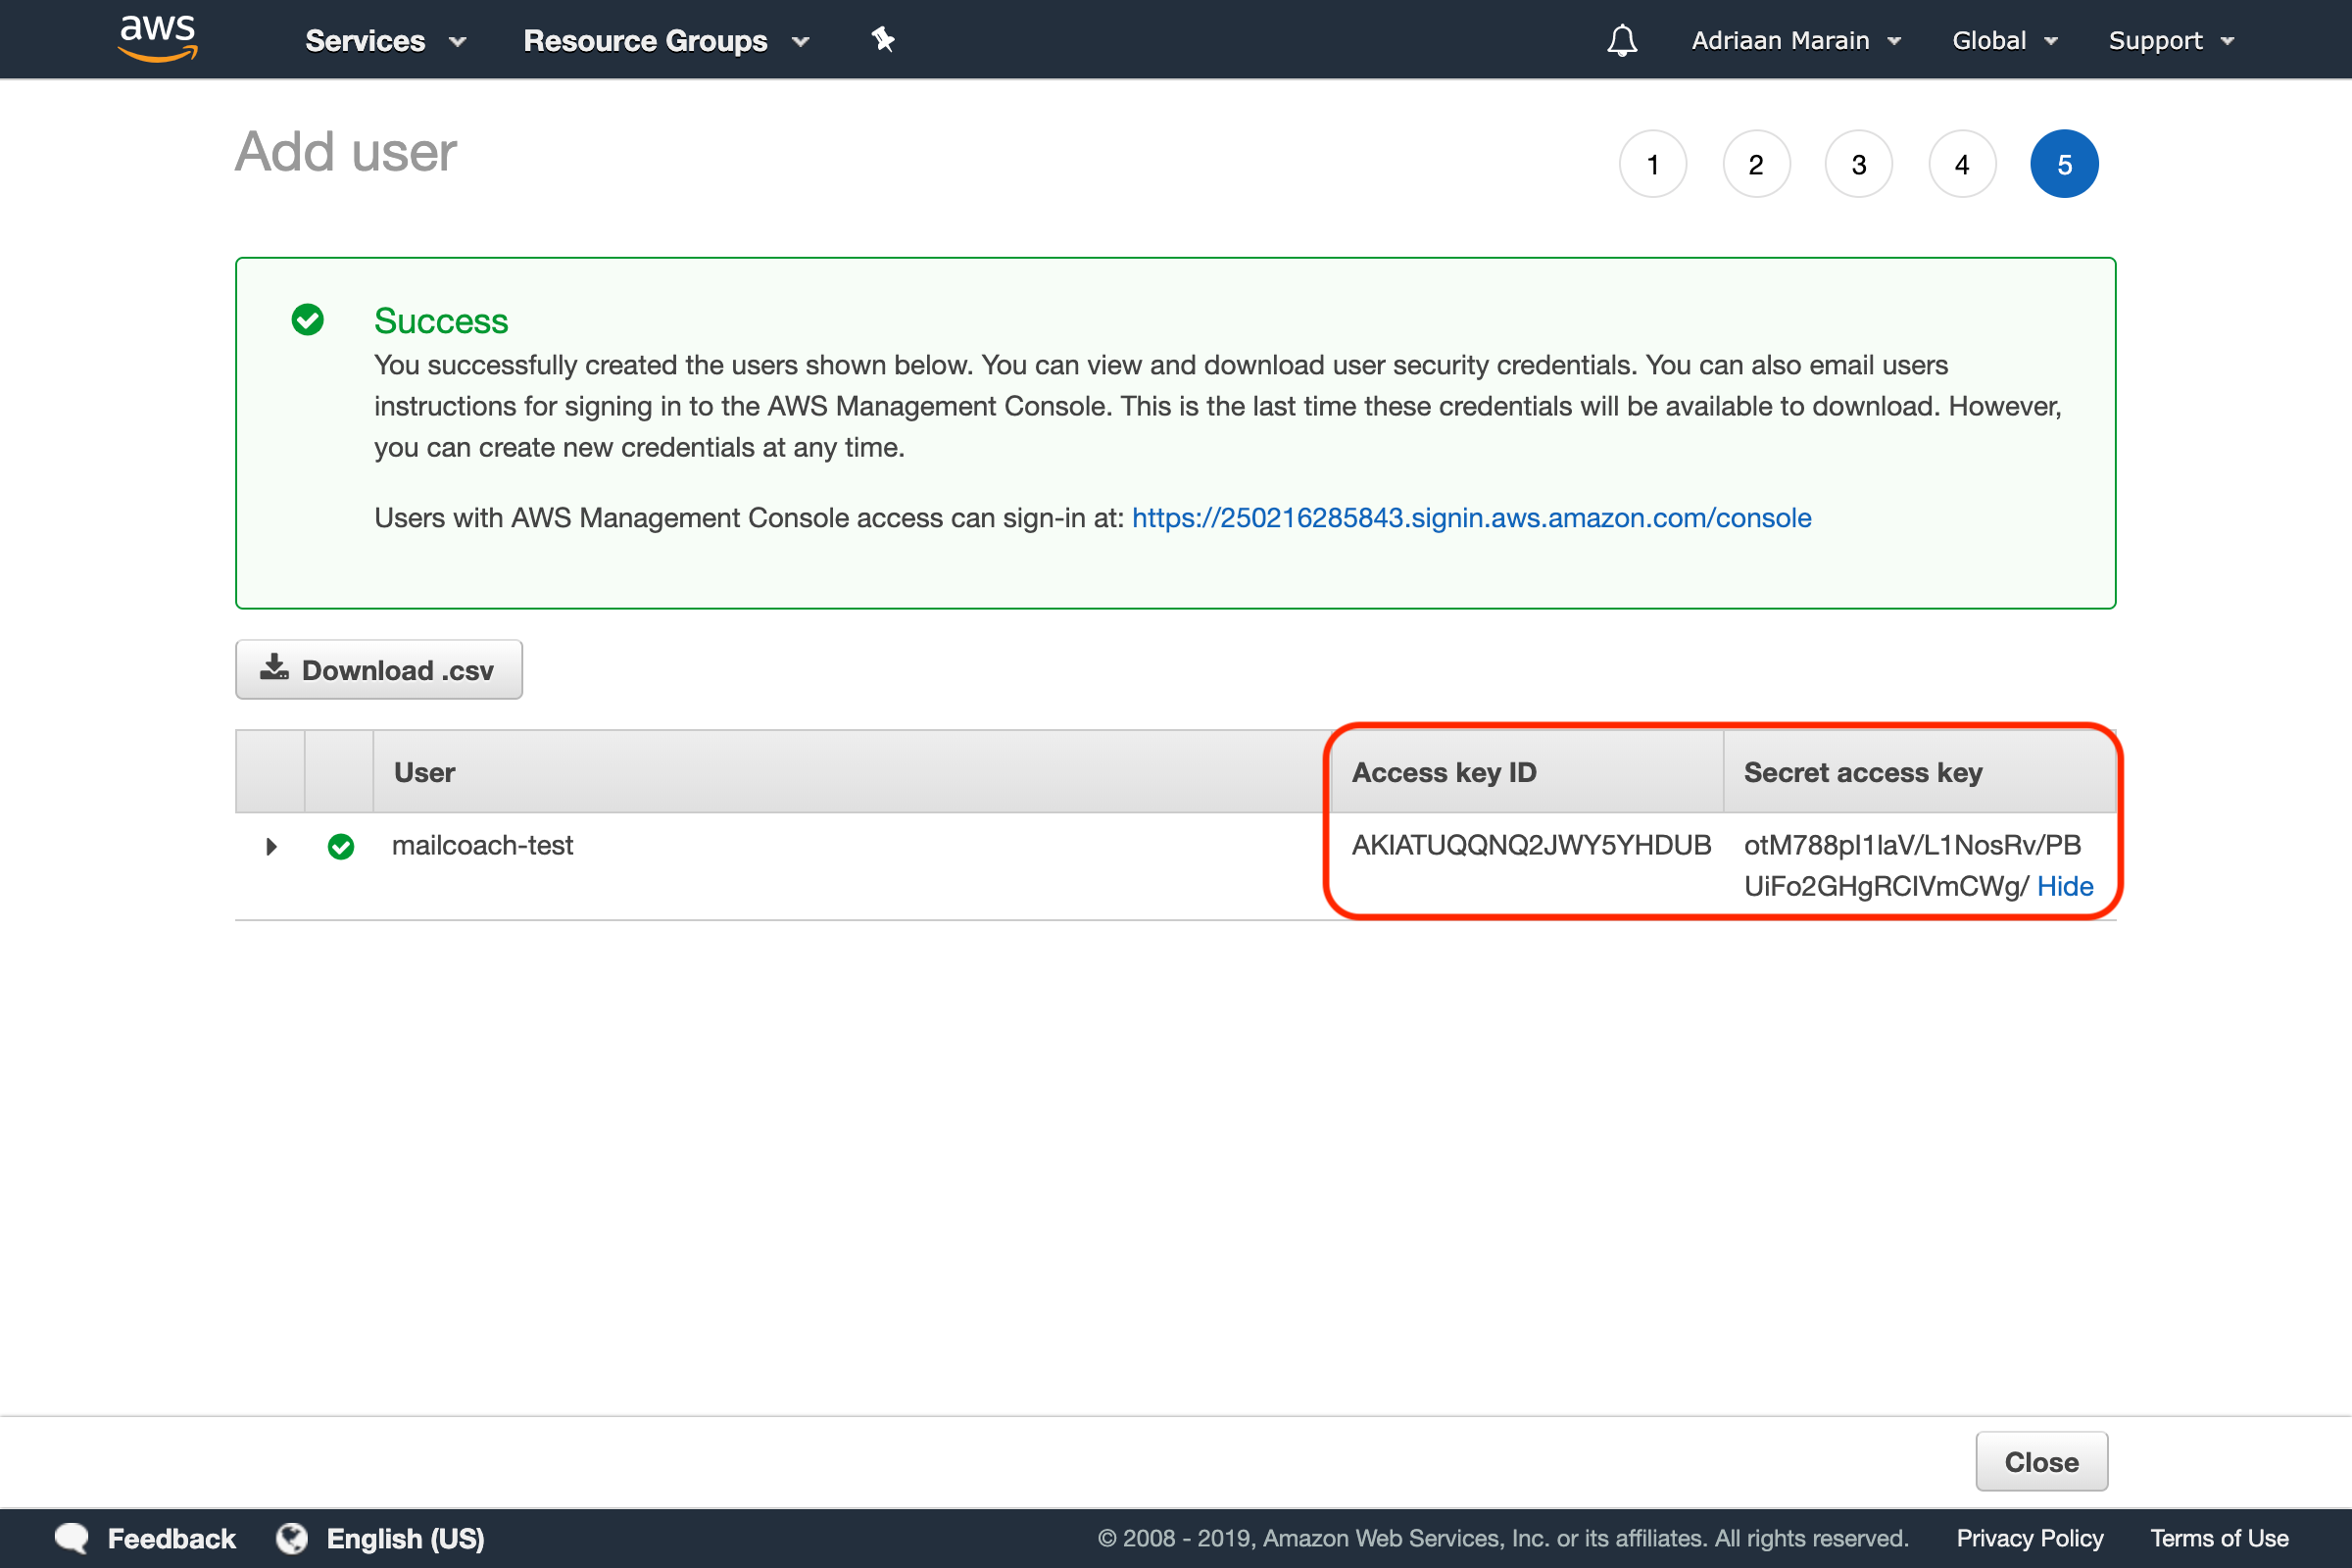 aws Services Resource Groups Adriaan Marain Global Support
Add user
1 2 3 4 5
Success
You successfully created the users shown below. You can view and download user security credentials. You can also email users
instructions for signing in to the AWS Management Console. This is the last time these credentials will be available to download. However,
you can create new credentials at any time.
Users with AWS Management Console access can sign-in at: https://250216285843.signin.aws.amazon.com/console
Download .csv
User Access key ID Secret access key
mailcoach-test AKIATUQQNQ2JWY5YHDUB
Hide
Close
Feedback English (US) © 2008 - 2019, Amazon Web Services, Inc. or its affiliates. All rights reserved. Privacy Policy Terms of Use